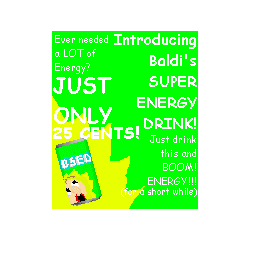 Ever needed
a LOT of
Energy?
JUST
ONLY
25 CENTS!
Introducing
Baldi's
SUPER
ENERGY
DRINK!
Just drink
this and
BOOM!
ENERGY!!!
(for a short while)
BSED